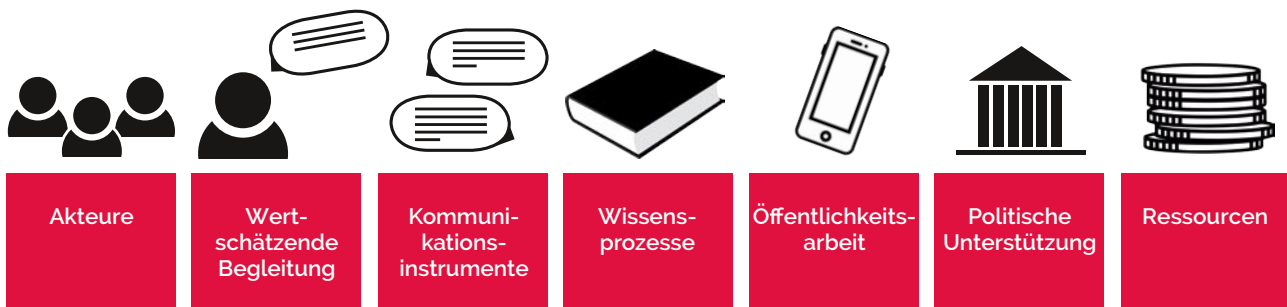 Akteure
Wert-
schätzende
Begleitung
Kommuni-
kations-
instrumente
Wissens-
prozesse
Öffentlichkeits-
arbeit
Politische
Unterstützung
Ressourcen